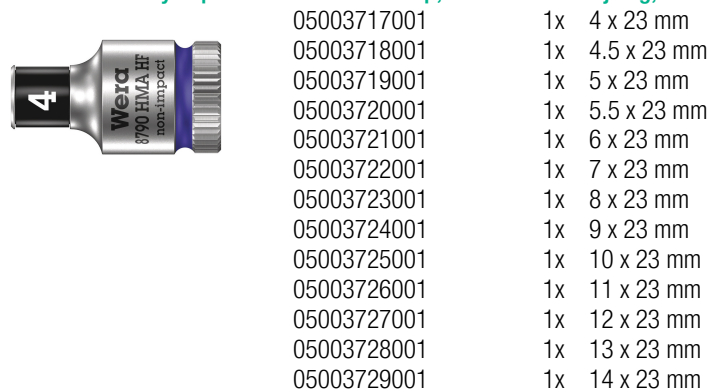 05003717001 1x 4 x 23 mm
05003718001 1x 4.5 x 23 mm
05003719001 1x 5 x 23 mm
05003720001 1x 5.5 x 23 mm
05003721001 1x 6 x 23 mm
05003722001 1x 7 x 23 mm
05003723001 1x 8 x 23 mm
05003724001 1x 9 x 23 mm
05003725001 1x 10 x 23 mm
05003726001 1x 11 x 23 mm
05003727001 1x 12 x 23 mm
05003728001 1x 13 x 23 mm
05003729001 1x 14 x 23 mm
4
Wera
8790 HMA HF
non-impact